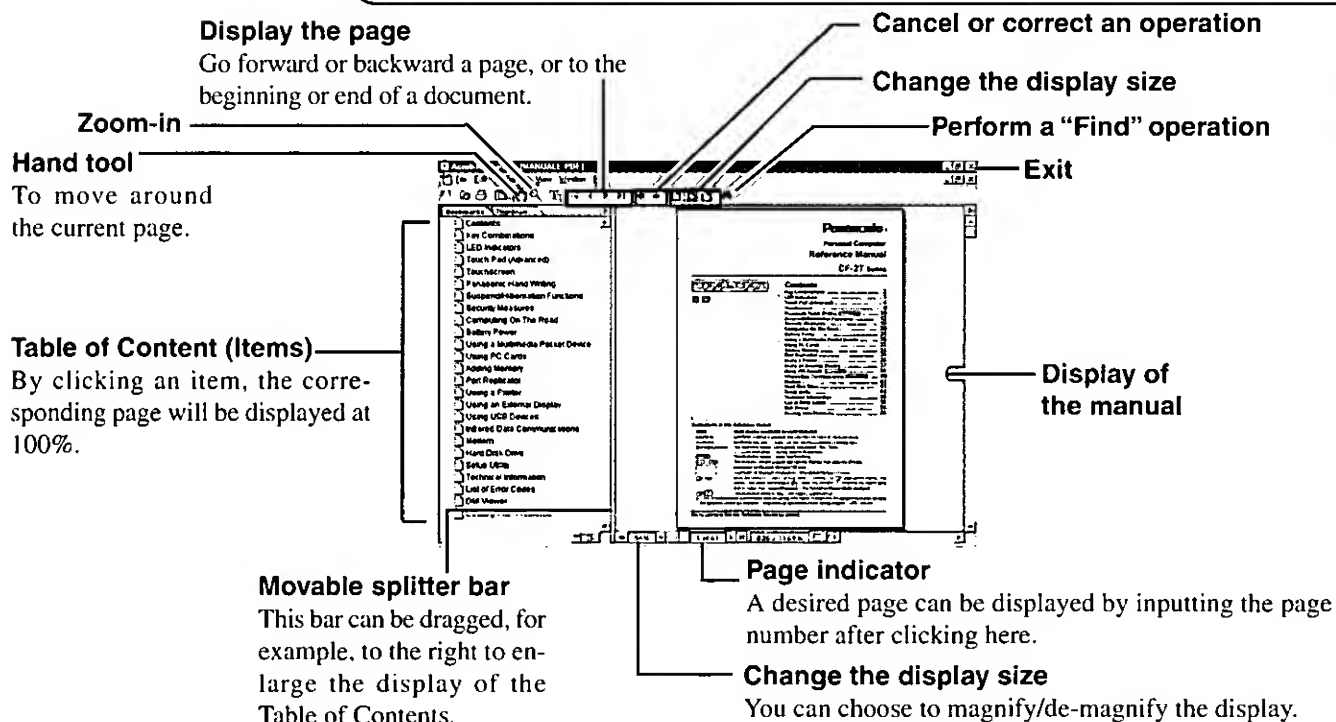 Display the page
Go forward or backward a page, or to the
beginning or end of a document.
Cancel or correct an operation
Change the display size
Perform a “Find” operation
Zoom-in
Hand tool
To move around
the current page.
Exit
Table of Content (Items)
By clicking an item, the corre-
sponding page will be displayed at
100%.
Contents
Key Combinations
LED Indicators
Touch Pad (Advanced)
Touchscreen
Panasonic Hand Writing
Suspend/Hibernation Functions
Security Measures
Computing On The Road
Battery Power
Using a Multimedia Pocket Device
Using PC Cards
Adding Memory
Port Replicator
Using a Printer
Using an External Display
Using USB Devices
Infrared Data Communications
Modem
Hard Disk Drive
Setup Utility
Technical Information
List of Error Codes
DMI Viewer
Panasonic
Personal Computer
Reference Manual
CF-27 Series
Contents
Display of
the manual
Movable splitter bar
This bar can be dragged, for
example, to the right to en-
large the display of the
Table of Contents.
Page indicator
A desired page can be displayed by inputting the page
number after clicking here.
Change the display size
You can choose to magnify/de-magnify the display.